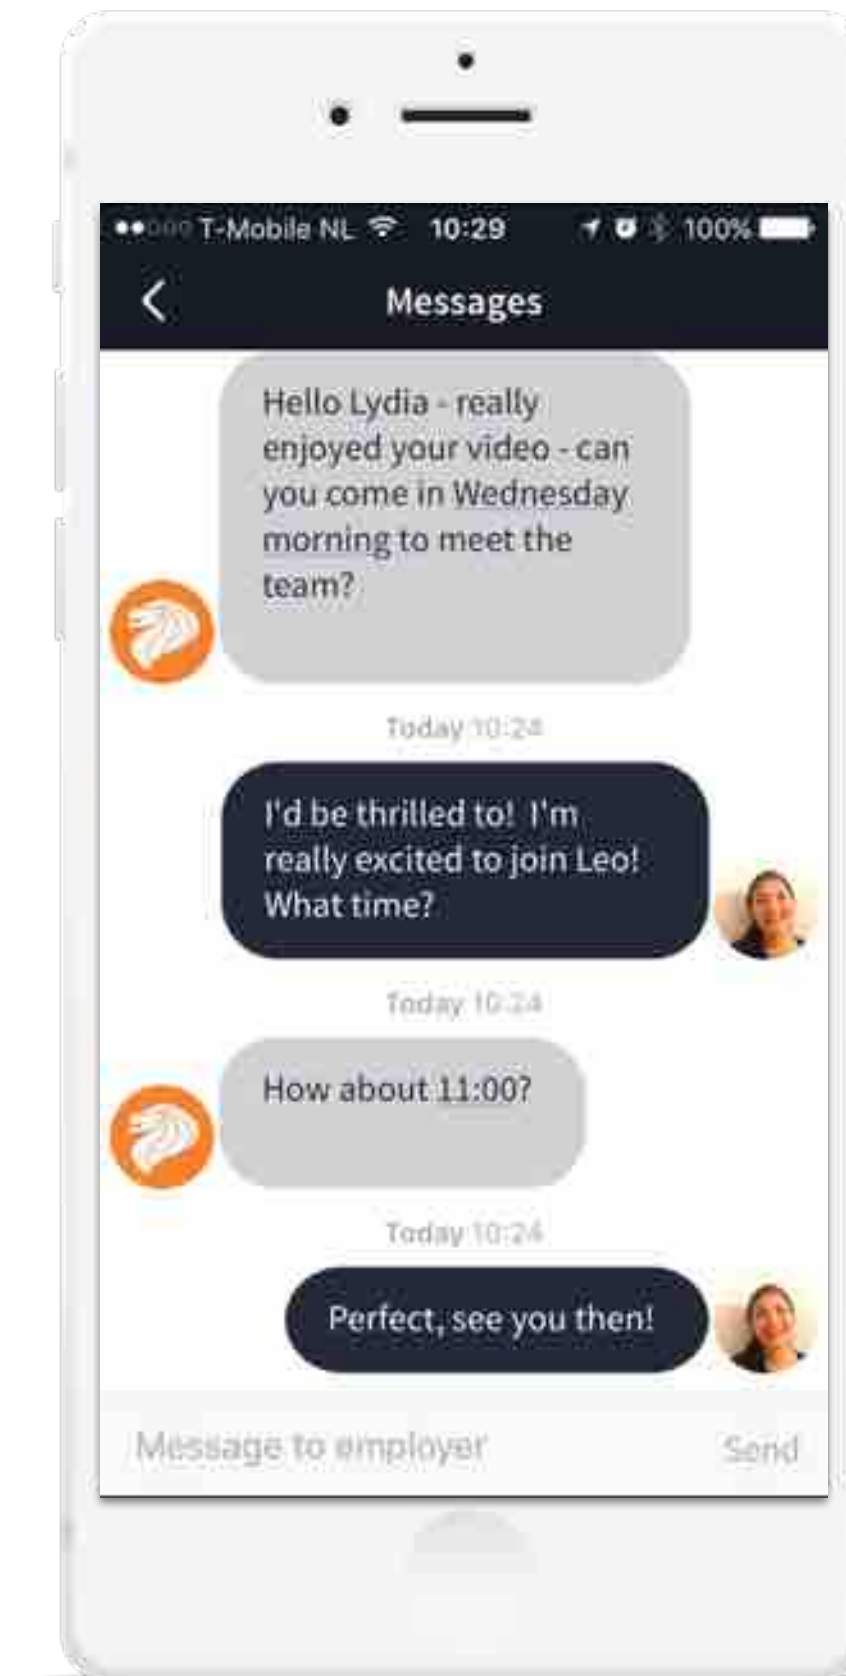 T-Mobile NL 10:29 100%
Messages
Hello Lydia - really
enjoyed your video - can
you come in Wednesday
morning to meet the
team?
Today 10:24
I'd be thrilled to! I'm
really excited to join Leo!
What time?
Today 10:24
How about 11:00?
Today 10:24
Perfect, see you then!
Message to employer Send